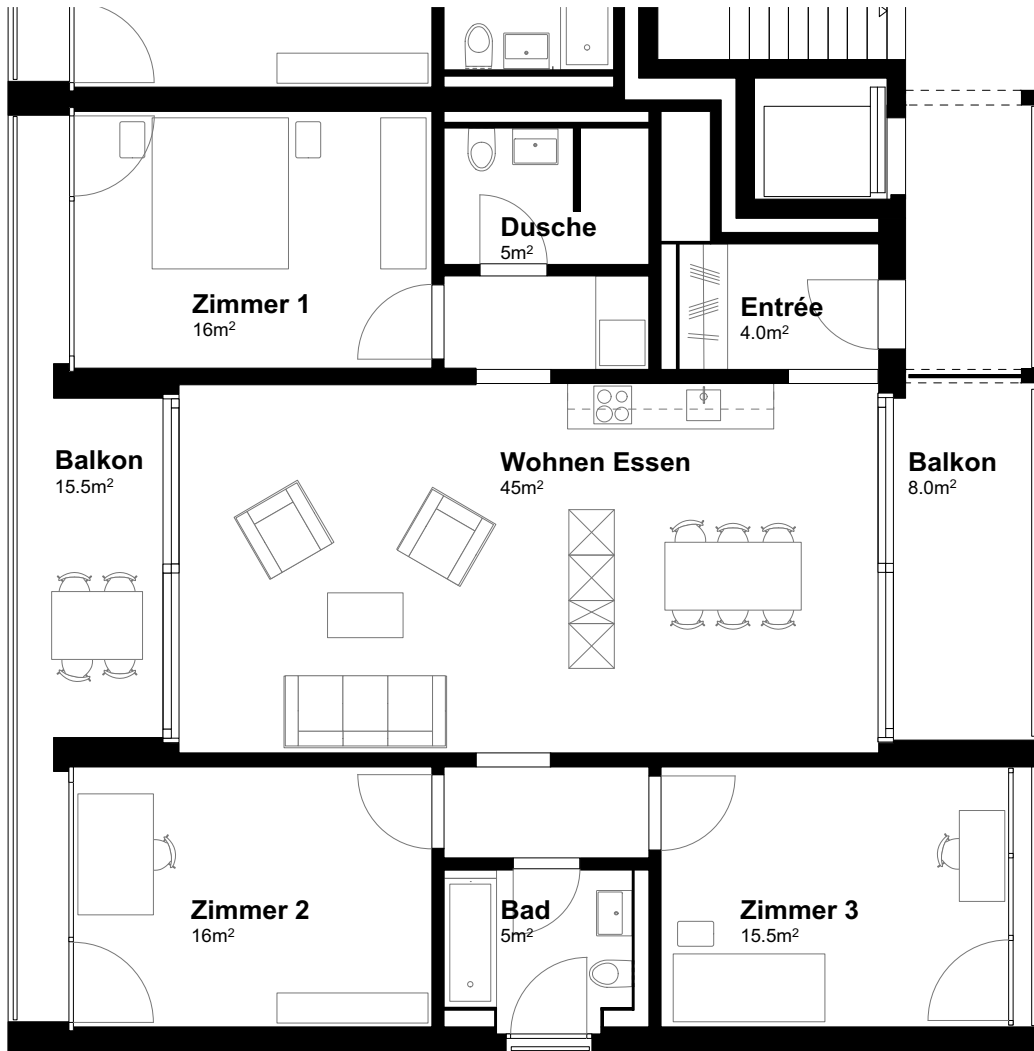 Dusche
5m²
Zimmer 1
16m²
Entrée
4.0m²
Balkon
15.5m²
Wohnen Essen
45m²
Balkon
8.0m²
Zimmer 2
16m²
Bad
5m²
Zimmer 3
15.5m²